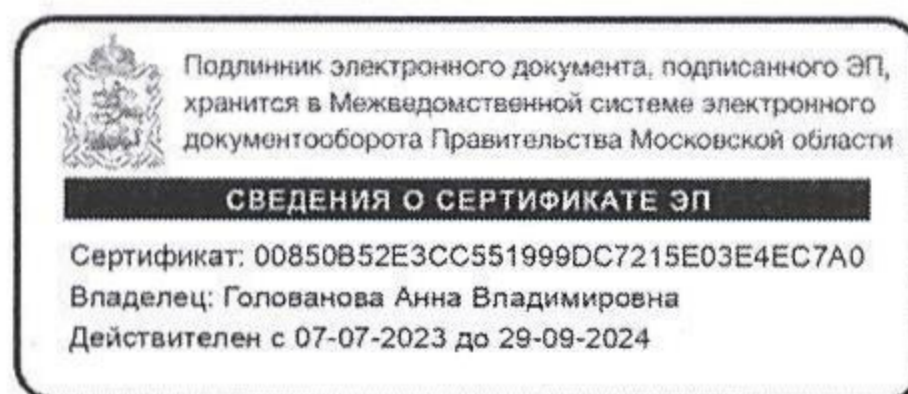 Подлинник электронного документа, подписанного ЭП,
хранится в Межведомственной системе электронного
документооборота Правительства Московской области
СВЕДЕНИЯ О СЕРТИФИКАТЕ ЭП
Сертификат: 00850B52E3CC551999DC7215E03E4EC7A0
Владелец: Голованова Анна Владимировна
Действителен с 07-07-2023 до 29-09-2024